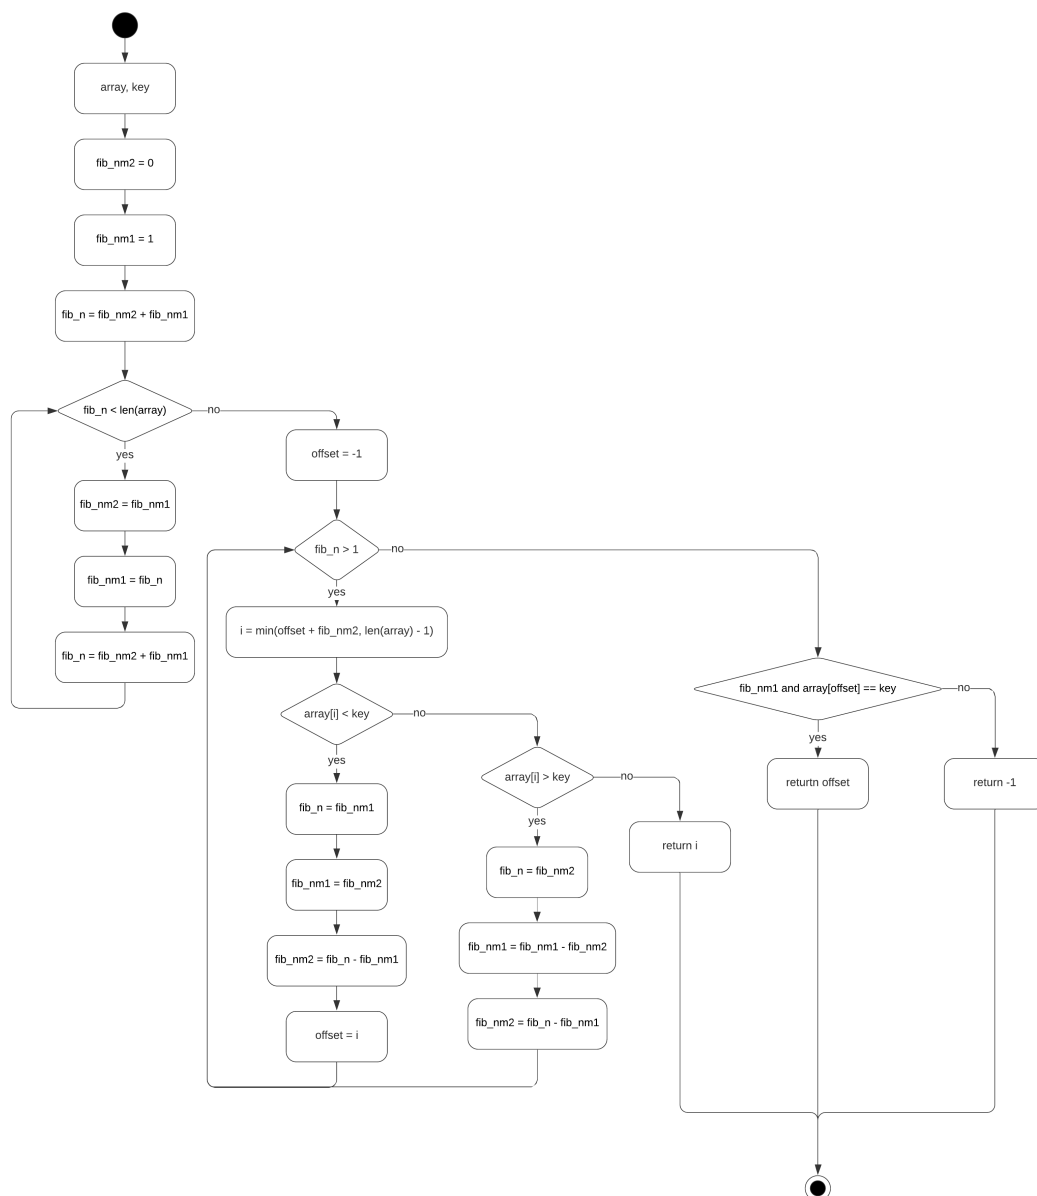 array, key
fib_nm2 = 0
fib_nm1 = 1
fib_n = fib_nm2 + fib_nm1
fib_n < len(array)
no
yes
fib_nm2 = fib_nm1
fib_nm1 = fib_n
fib_n = fib_nm2 + fib_nm1
offset = -1
fib_n > 1
no
yes
i = min(offset + fib_nm2, len(array) - 1)
array[i] < key
no
yes
fib_n = fib_nm1
fib_nm1 = fib_nm2
fib_nm2 = fib_n - fib_nm1
offset = i
array[i] > key
no
yes
fib_n = fib_nm2
fib_nm1 = fib_nm1 - fib_nm2
fib_nm2 = fib_n - fib_nm1
return i
fib_nm1 and array[offset] == key
no
yes
returtn offset
return -1